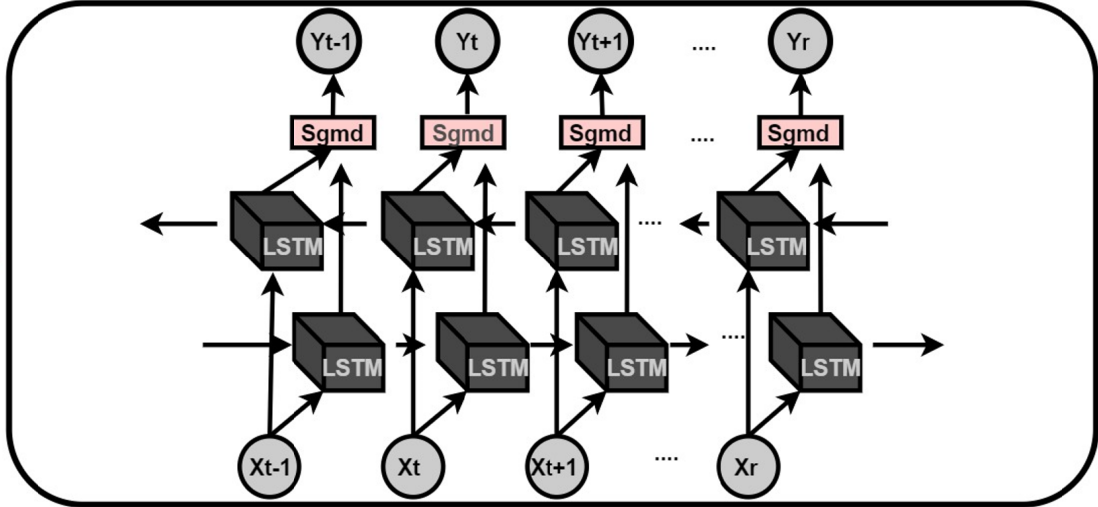 Yt-1 Yt Yt+1 .... Yr
Sgmd Sgmd Sgmd .... Sgmd
LSTM LSTM LSTM .... LSTM
LSTM LSTM LSTM .... LSTM
Xt-1 Xt Xt+1 .... Xr